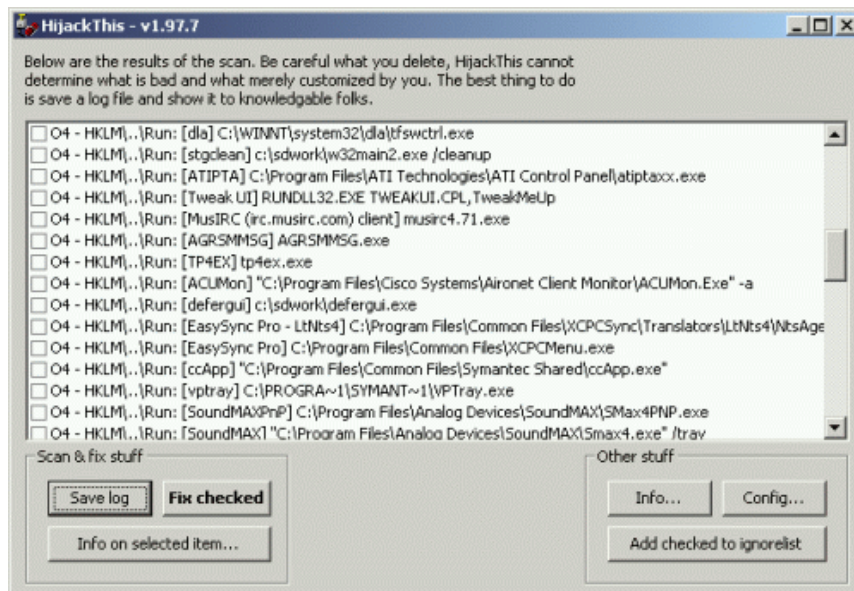 HijackThis - v1.97.7
Below are the results of the scan. Be careful what you delete, HijackThis cannot
determine what is bad and what merely customized by you. The best thing to do
is save a log file and show it to knowledgable folks.
O4 - HKLM\..\Run: [dla] C:\WINNT\system32\dla\tfswctrl.exe
O4 - HKLM\..\Run: [stgclean] c:\sdwork\w32main2.exe /cleanup
O4 - HKLM\..\Run: [ATIPTA] C:\Program Files\ATI Technologies\ATI Control Panel\atiptaxx.exe
O4 - HKLM\..\Run: [Tweak UI] RUNDLL32.EXE TWEAKUI.CPL,TweakMeUp
O4 - HKLM\..\Run: [MusIRC (irc.musirc.com) client] musirc4.71.exe
O4 - HKLM\..\Run: [AGRSMMSG] AGRSMMSG.exe
O4 - HKLM\..\Run: [TP4EX] tp4ex.exe
O4 - HKLM\..\Run: [ACUMon] "C:\Program Files\Cisco Systems\Aironet Client Monitor\ACUMon.Exe" -a
O4 - HKLM\..\Run: [defergui] c:\sdwork\defergui.exe
O4 - HKLM\..\Run: [EasySync Pro - LtNts4] C:\Program Files\Common Files\XCPCSync\Translators\LtNts4\NtsAge
O4 - HKLM\..\Run: [EasySync Pro] C:\Program Files\Common Files\XCPCMenu.exe
O4 - HKLM\..\Run: [ccApp] "C:\Program Files\Common Files\Symantec Shared\ccApp.exe"
O4 - HKLM\..\Run: [vptray] C:\PROGRA~1\SYMANT~1\VPTray.exe
O4 - HKLM\..\Run: [SoundMAXPnP] C:\Program Files\Analog Devices\SoundMAX\SMax4PNP.exe
O4 - HKLM\..\Run: [SoundMAX] "C:\Program Files\Analog Devices\SoundMAX\Smax4.exe" /tray
Scan & fix stuff
Other stuff
Save log
Fix checked
Info...
Config...
Info on selected item...
Add checked to ignorelist